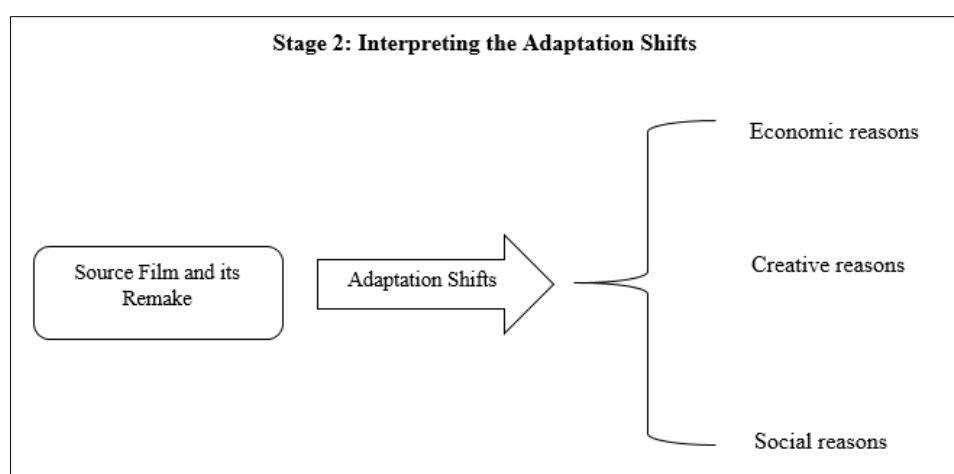 Stage 2: Interpreting the Adaptation Shifts
Economic reasons
Source Film and its
Remake
Adaptation Shifts
Creative reasons
Social reasons